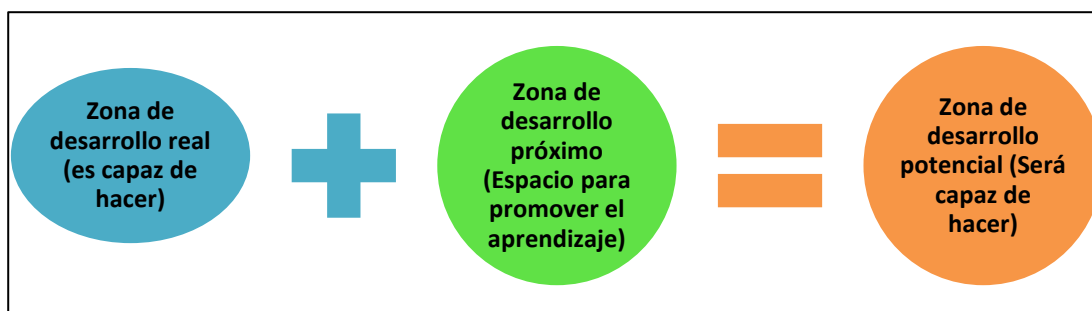 Zona de
desarrollo real
(es capaz de
hacer)
Zona de
desarrollo
próximo
(Espacio para
promover el
aprendizaje)
Zona de
desarrollo
potencial (Será
capaz de
hacer)